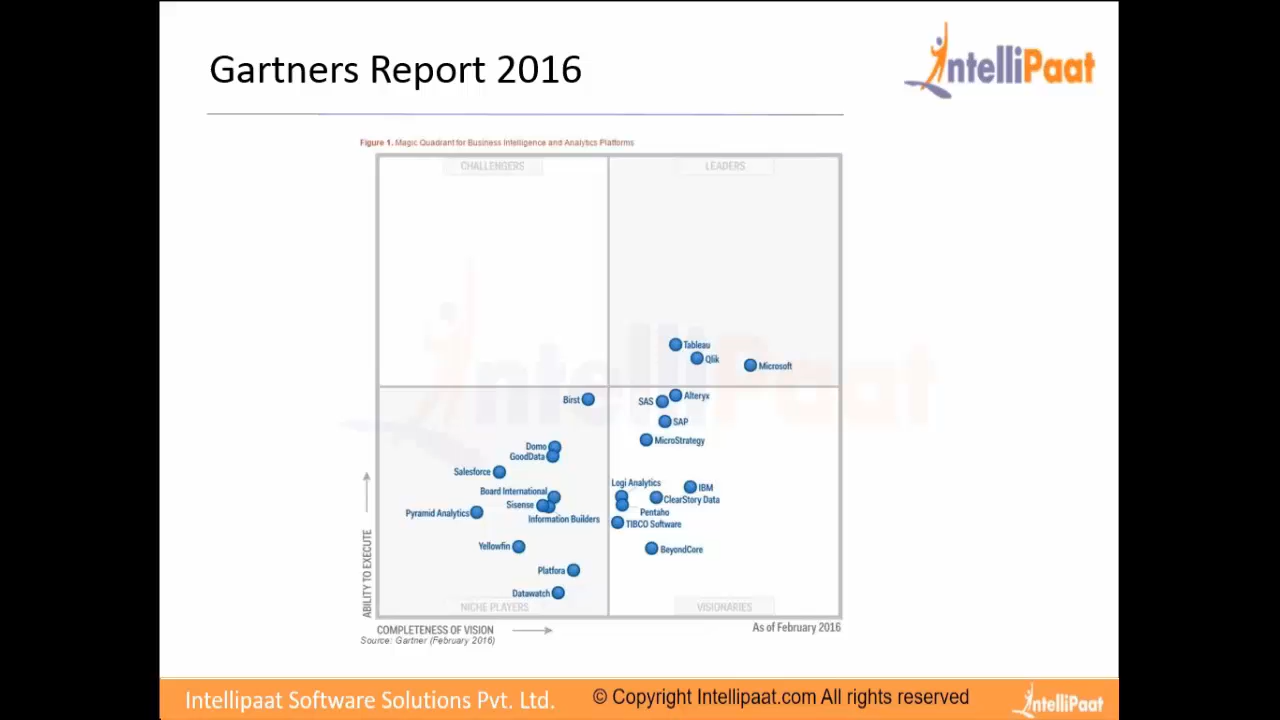 Gartners Report 2016
IntelliPaat
Figure 1. Magic Quadrant for Business Intelligence and Analytics Platforms
CHALLENGERS
LEADERS
Tableau
Qlik
Microsoft
Birst
SAS
Alteryx
SAP
MicroStrategy
Domo
GoodData
Salesforce
Board International
Sisense
Information Builders
Pyramid Analytics
Yellowfin
Platfora
Datawatch
Logi Analytics
IBM
ClearStory Data
Pentaho
TIBCO Software
BeyondCore
NICHE PLAYERS
VISIONARIES
ABILITY TO EXECUTE
COMPLETENESS OF VISION
As of February 2016
Source: Gartner (February 2016)
IntelliPaat
Intellipaat Software Solutions Pvt. Ltd.
© Copyright Intellipaat.com All rights reserved
IntelliPaat